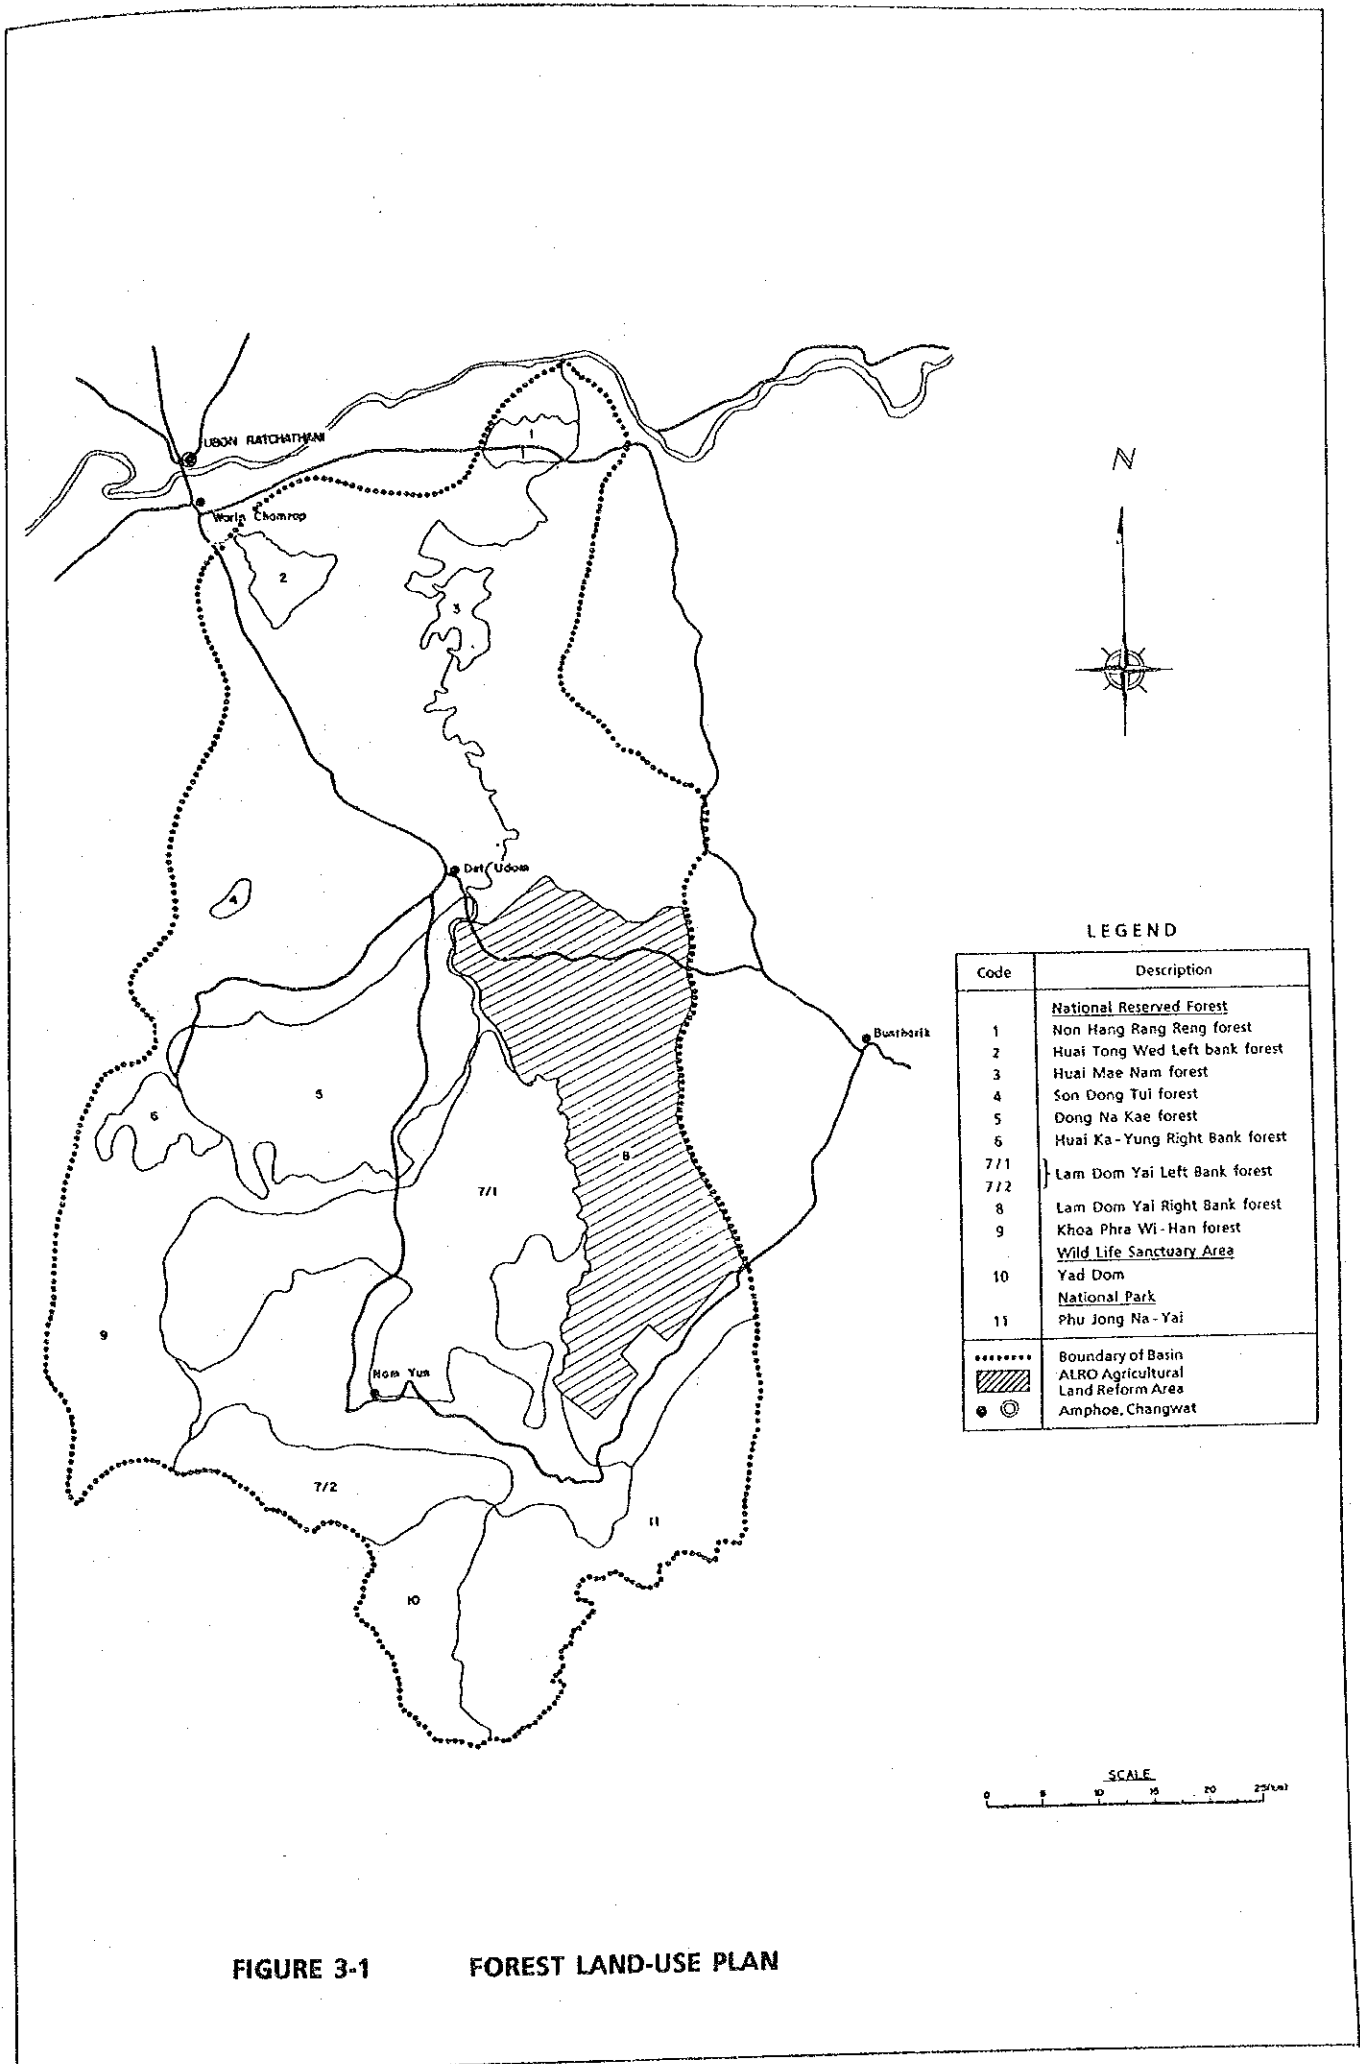 UBON RATCHATHANI
Warin Chamrap
1
2
3
Det Udom
4
5
6
7/1
8
9
Nam Yun
7/2
10
11
Buntharik
N
LEGEND
Code Description
National Reserved Forest
1 Non Hang Rang Reng forest
2 Huai Tong Wed Left bank forest
3 Huai Mae Nam forest
4 Son Dong Tui forest
5 Dong Na Kae forest
6 Huai Ka-Yung Right Bank forest
7/1
7/2 } Lam Dom Yai Left Bank forest
8 Lam Dom Yai Right Bank forest
9 Khoa Phra Wi-Han forest
Wild Life Sanctuary Area
10 Yad Dom
National Park
11 Phu Jong Na-Yai
Boundary of Basin
ALRO Agricultural
Land Reform Area
Amphoe, Changwat
SCALE
0 5 10 15 20 25(km)
FIGURE 3-1 FOREST LAND-USE PLAN